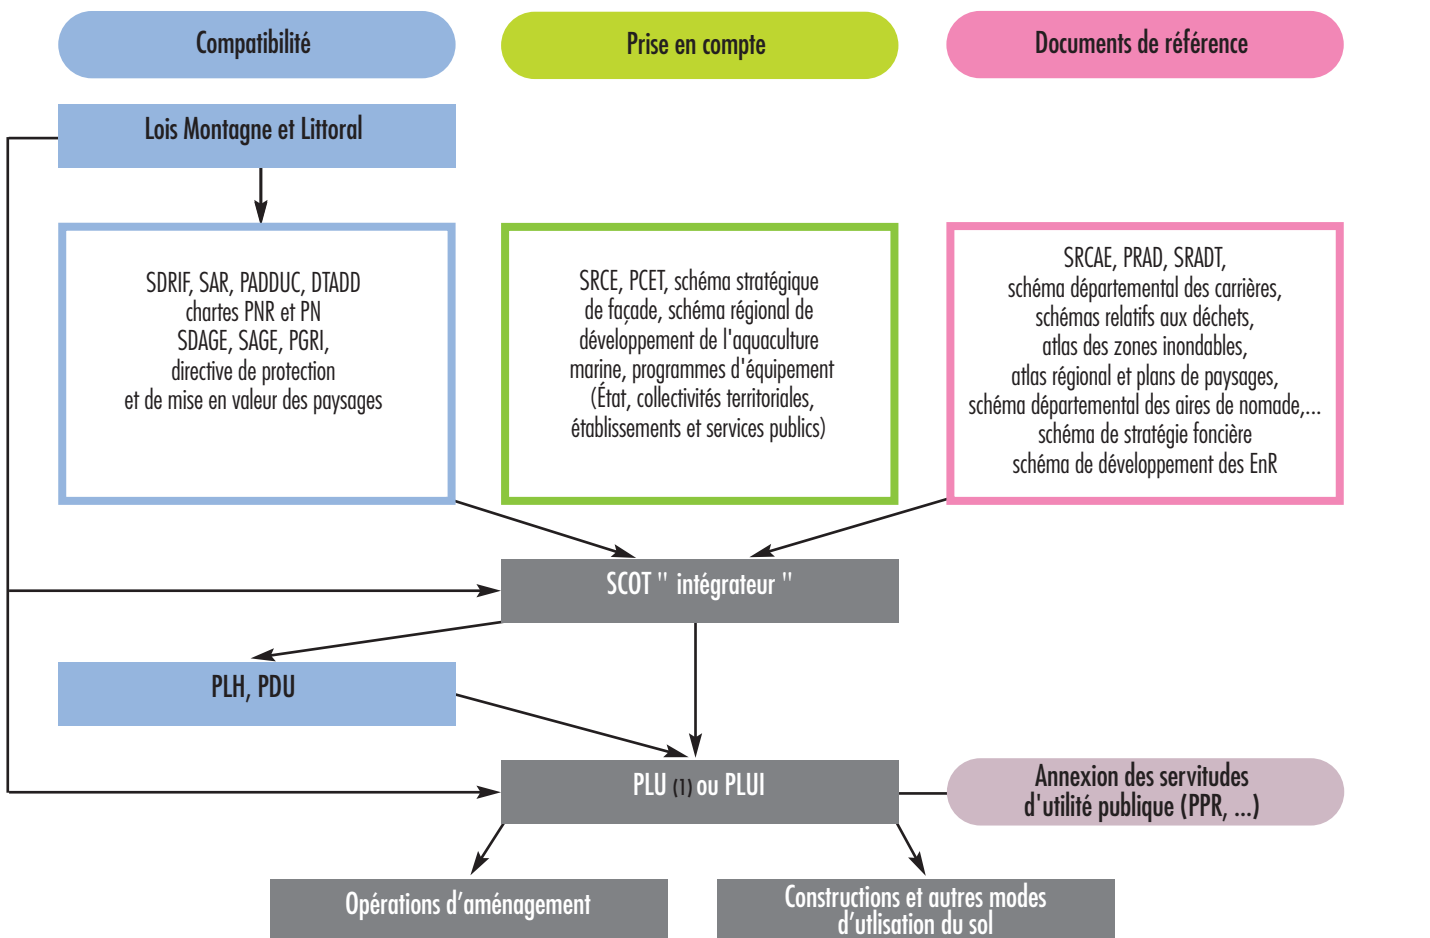 Compatibilité
Prise en compte
Documents de référence
Lois Montagne et Littoral
SDRIF, SAR, PADDUC, DTADD
chartes PNR et PN
SDAGE, SAGE, PGRI,
directive de protection
et de mise en valeur des paysages
SRCE, PCET, schéma stratégique
de façade, schéma régional de
développement de l'aquaculture
marine, programmes d'équipement
(État, collectivités territoriales,
établissements et services publics)
SRCAE, PRAD, SRADT,
schéma départemental des carrières,
schémas relatifs aux déchets,
atlas des zones inondables,
atlas régional et plans de paysages,
schéma départemental des aires de nomade,...
schéma de stratégie foncière
schéma de développement des EnR
SCOT " intégrateur "
PLH, PDU
PLU (1) ou PLUI
Annexion des servitudes
d'utilité publique (PPR, ...)
Opérations d’aménagement
Constructions et autres modes
d’utlisation du sol